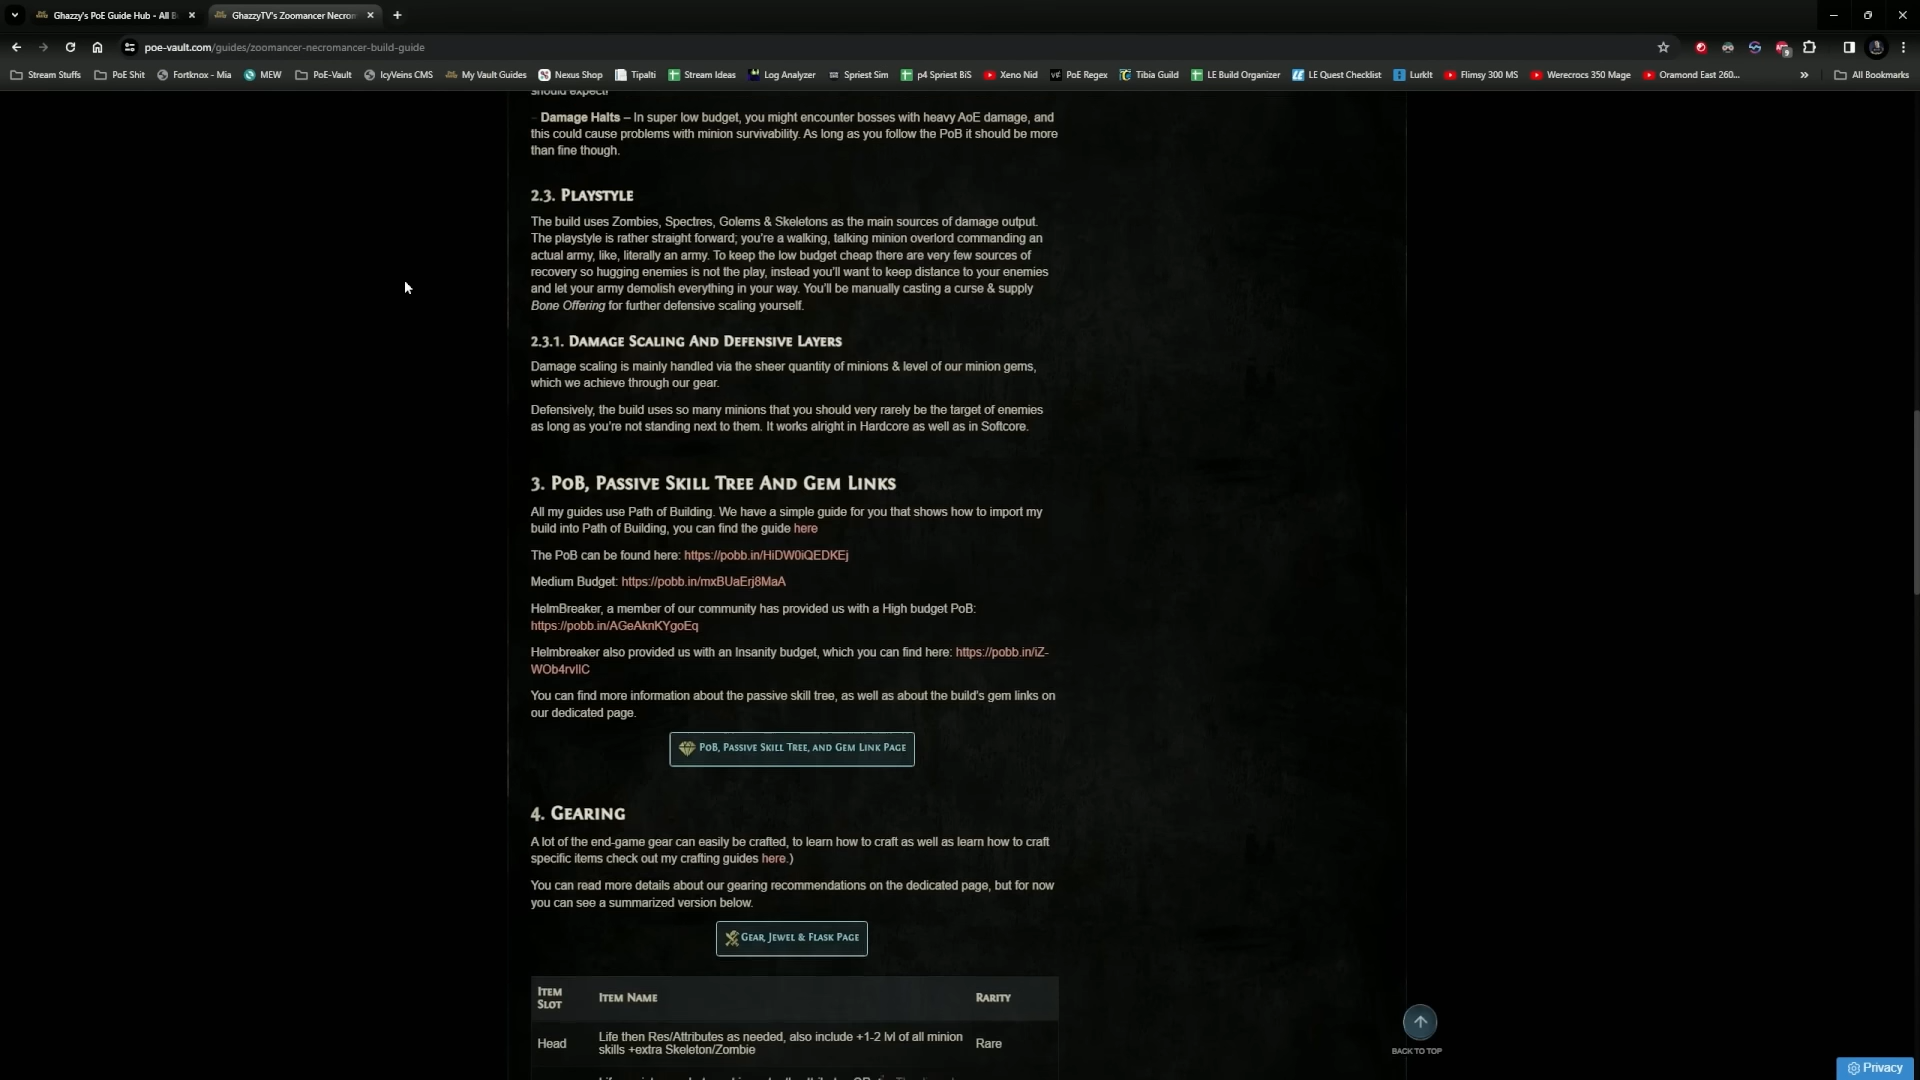 Ghazzy's PoE Guide Hub - All B
GhazzyTV's Zoomancer Necrom
poe-vault.com/guides/zoomancer-necromancer-build-guide
Stream Stuffs
PoE Shit
Fortknox - Mia
MEW
PoE-Vault
IcyVeins CMS
My Vault Guides
Nexus Shop
Tipalti
Stream Ideas
Log Analyzer
Spriest Sim
p4 Spriest BiS
Xeno Nid
PoE Regex
Tibia Guild
LE Build Organizer
LE Quest Checklist
LurkIt
Flimsy 300 MS
Werecrocs 350 Mage
Oramond East 260...
»
All Bookmarks
should expect!
– Damage Halts – In super low budget, you might encounter bosses with heavy AoE damage, and
this could cause problems with minion survivability. As long as you follow the PoB it should be more
than fine though.
2.3. Playstyle
The build uses Zombies, Spectres, Golems & Skeletons as the main sources of damage output.
The playstyle is rather straight forward; you're a walking, talking minion overlord commanding an
actual army, like, literally an army. To keep the low budget cheap there are very few sources of
recovery so hugging enemies is not the play, instead you'll want to keep distance to your enemies
and let your army demolish everything in your way. You'll be manually casting a curse & supply
Bone Offering for further defensive scaling yourself.
2.3.1. Damage Scaling And Defensive Layers
Damage scaling is mainly handled via the sheer quantity of minions & level of our minion gems,
which we achieve through our gear.
Defensively, the build uses so many minions that you should very rarely be the target of enemies
as long as you're not standing next to them. It works alright in Hardcore as well as in Softcore.
3. PoB, Passive Skill Tree And Gem Links
All my guides use Path of Building. We have a simple guide for you that shows how to import my
build into Path of Building, you can find the guide here
The PoB can be found here: https://pobb.in/HiDW0iQEDKEj
Medium Budget: https://pobb.in/mxBUaErj8MaA
HelmBreaker, a member of our community has provided us with a High budget PoB:
https://pobb.in/AGeAknKYgoEq
Helmbreaker also provided us with an Insanity budget, which you can find here: https://pobb.in/iZ-
WOb4rvIlC
You can find more information about the passive skill tree, as well as about the build's gem links on
our dedicated page.
PoB, Passive Skill Tree, and Gem Link Page
4. Gearing
A lot of the end-game gear can easily be crafted, to learn how to craft as well as learn how to craft
specific items check out my crafting guides here.)
You can read more details about our gearing recommendations on the dedicated page, but for now
you can see a summarized version below.
Gear, Jewel & Flask Page
Item
Slot
Item Name
Rarity
Head
Life then Res/Attributes as needed, also include +1-2 lvl of all minion
skills +extra Skeleton/Zombie
Rare
BACK TO TOP
Privacy